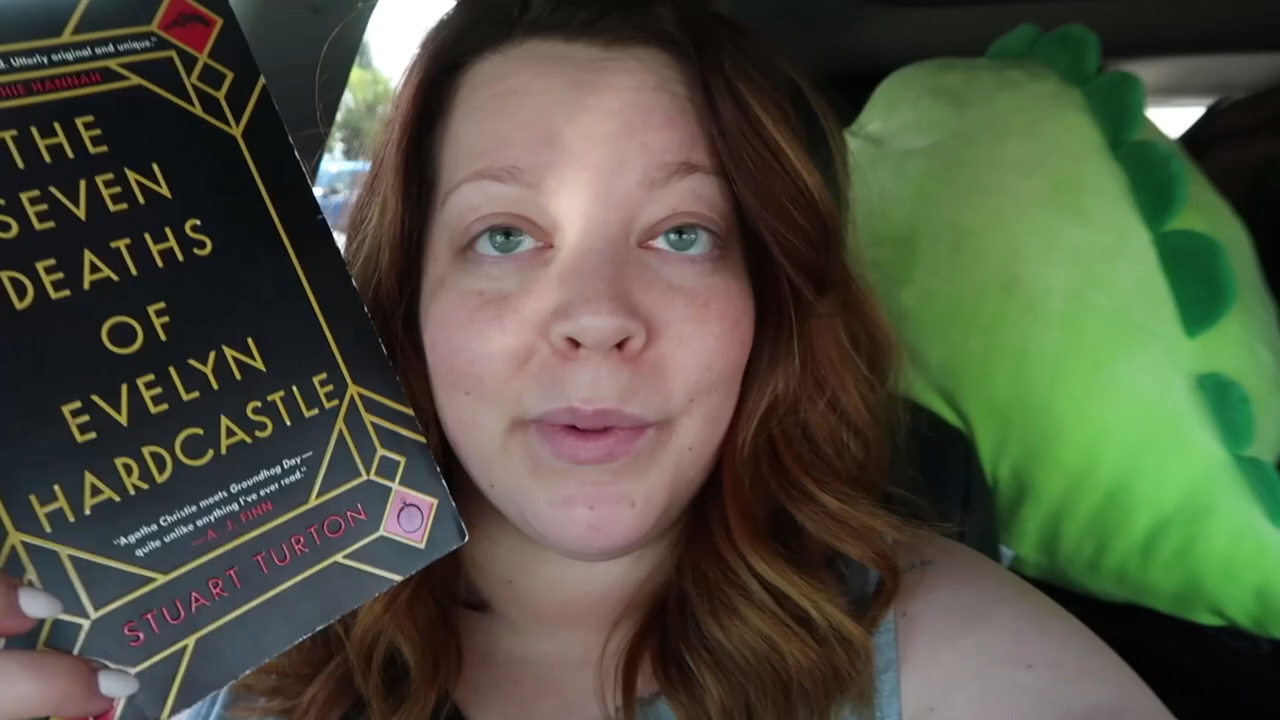 Utterly original and unique."
HANNAH
THE
SEVEN
DEATHS
OF
EVELYN
HARDCASTLE
"Agatha Christie meets Groundhog Day—
quite unlike anything I've ever read."
—A. J. FINN
STUART TURTON